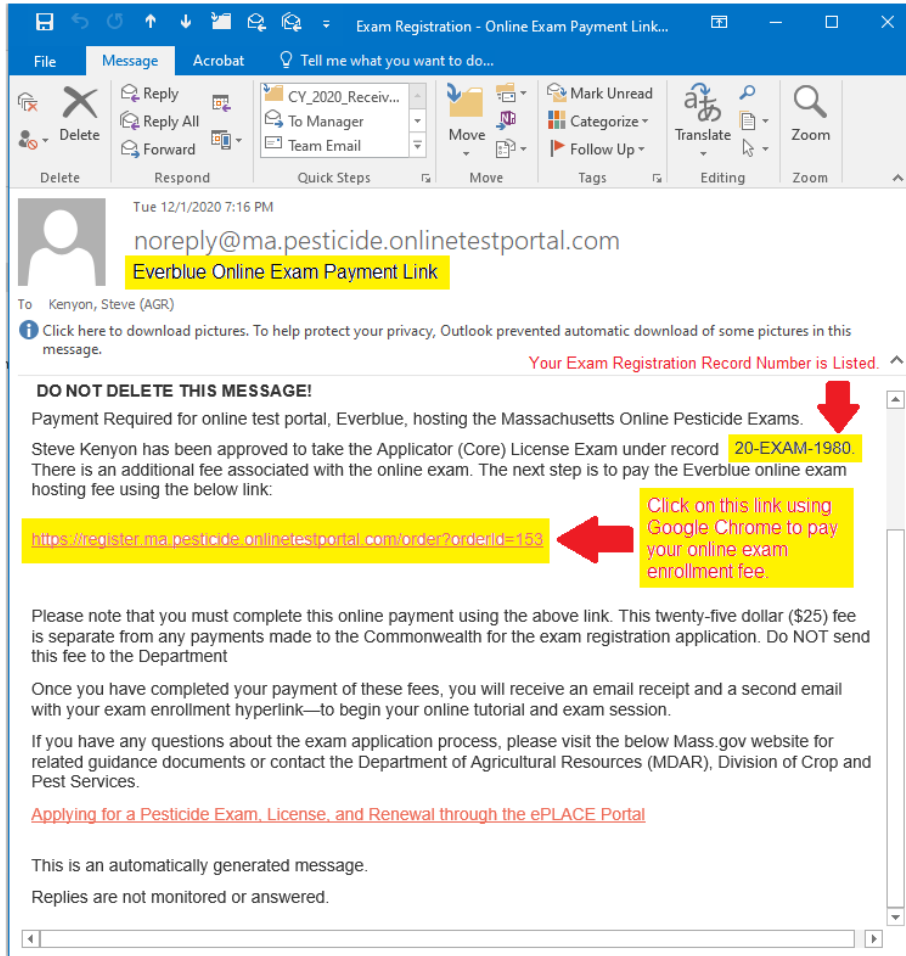 Exam Registration - Online Exam Payment Link...
File Message Acrobat Tell me what you want to do...
Delete
Reply
Reply All
Forward
CY_2020_Receiv...
To Manager
Team Email
Move
Mark Unread
Categorize
Follow Up
Translate
Zoom
Delete Respond Quick Steps Move Tags Editing Zoom
Tue 12/1/2020 7:16 PM
noreply@ma.pesticide.onlinetestportal.com
Everblue Online Exam Payment Link
To Kenyon, Steve (AGR)
Click here to download pictures. To help protect your privacy, Outlook prevented automatic download of some pictures in this
message.
Your Exam Registration Record Number is Listed.
DO NOT DELETE THIS MESSAGE!
Payment Required for online test portal, Everblue, hosting the Massachusetts Online Pesticide Exams.
Steve Kenyon has been approved to take the Applicator (Core) License Exam under record 20-EXAM-1980.
There is an additional fee associated with the online exam. The next step is to pay the Everblue online exam
hosting fee using the below link:
https://register.ma.pesticide.onlinetestportal.com/order?orderId=153
Click on this link using
Google Chrome to pay
your online exam
enrollment fee.
Please note that you must complete this online payment using the above link. This twenty-five dollar ($25) fee
is separate from any payments made to the Commonwealth for the exam registration application. Do NOT send
this fee to the Department
Once you have completed your payment of these fees, you will receive an email receipt and a second email
with your exam enrollment hyperlink—to begin your online tutorial and exam session.
If you have any questions about the exam application process, please visit the below Mass.gov website for
related guidance documents or contact the Department of Agricultural Resources (MDAR), Division of Crop and
Pest Services.
Applying for a Pesticide Exam, License, and Renewal through the ePLACE Portal
This is an automatically generated message.
Replies are not monitored or answered.